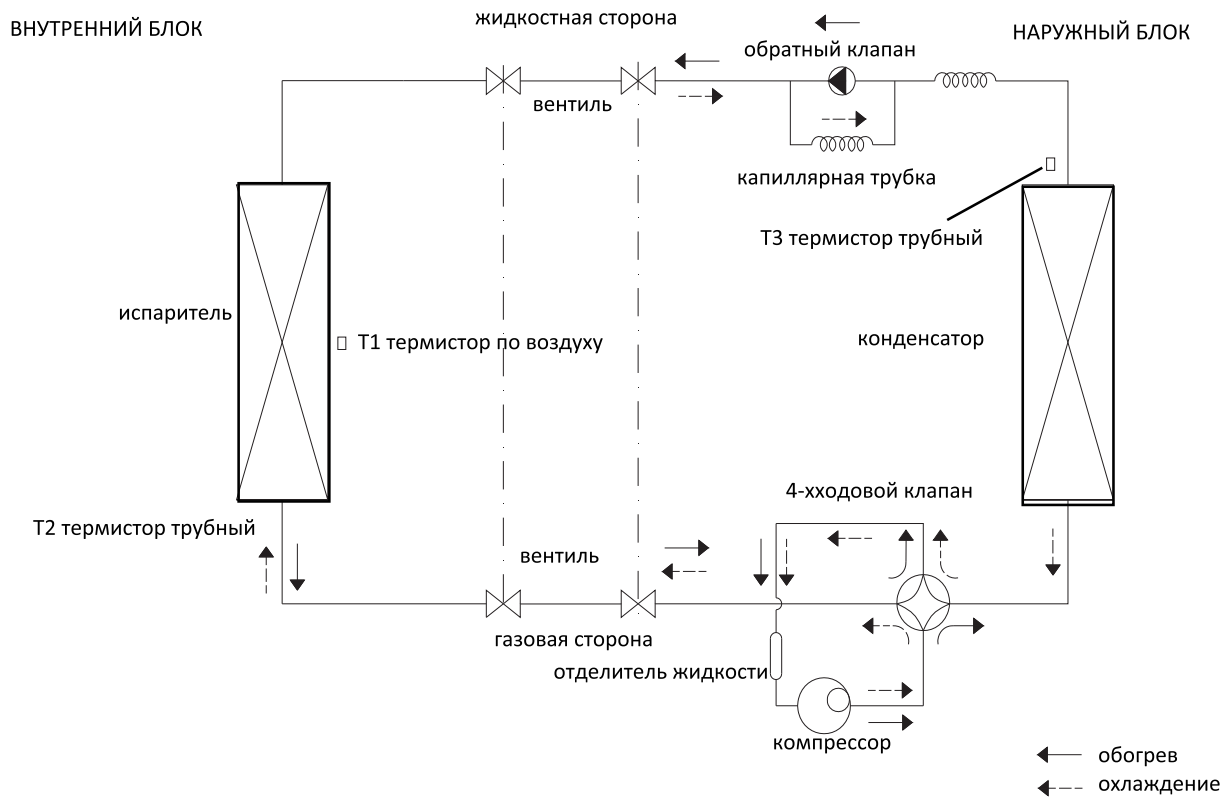 жидкостная сторона
ВНУТРЕННИЙ БЛОК
НАРУЖНЫЙ БЛОК
обратный клапан
вентиль
капиллярная трубка
Т3 термистор трубный
испаритель
Т1 термистор по воздуху
конденсатор
4-хходовой клапан
Т2 термистор трубный
вентиль
газовая сторона
отделитель жидкости
компрессор
обогрев
охлаждение